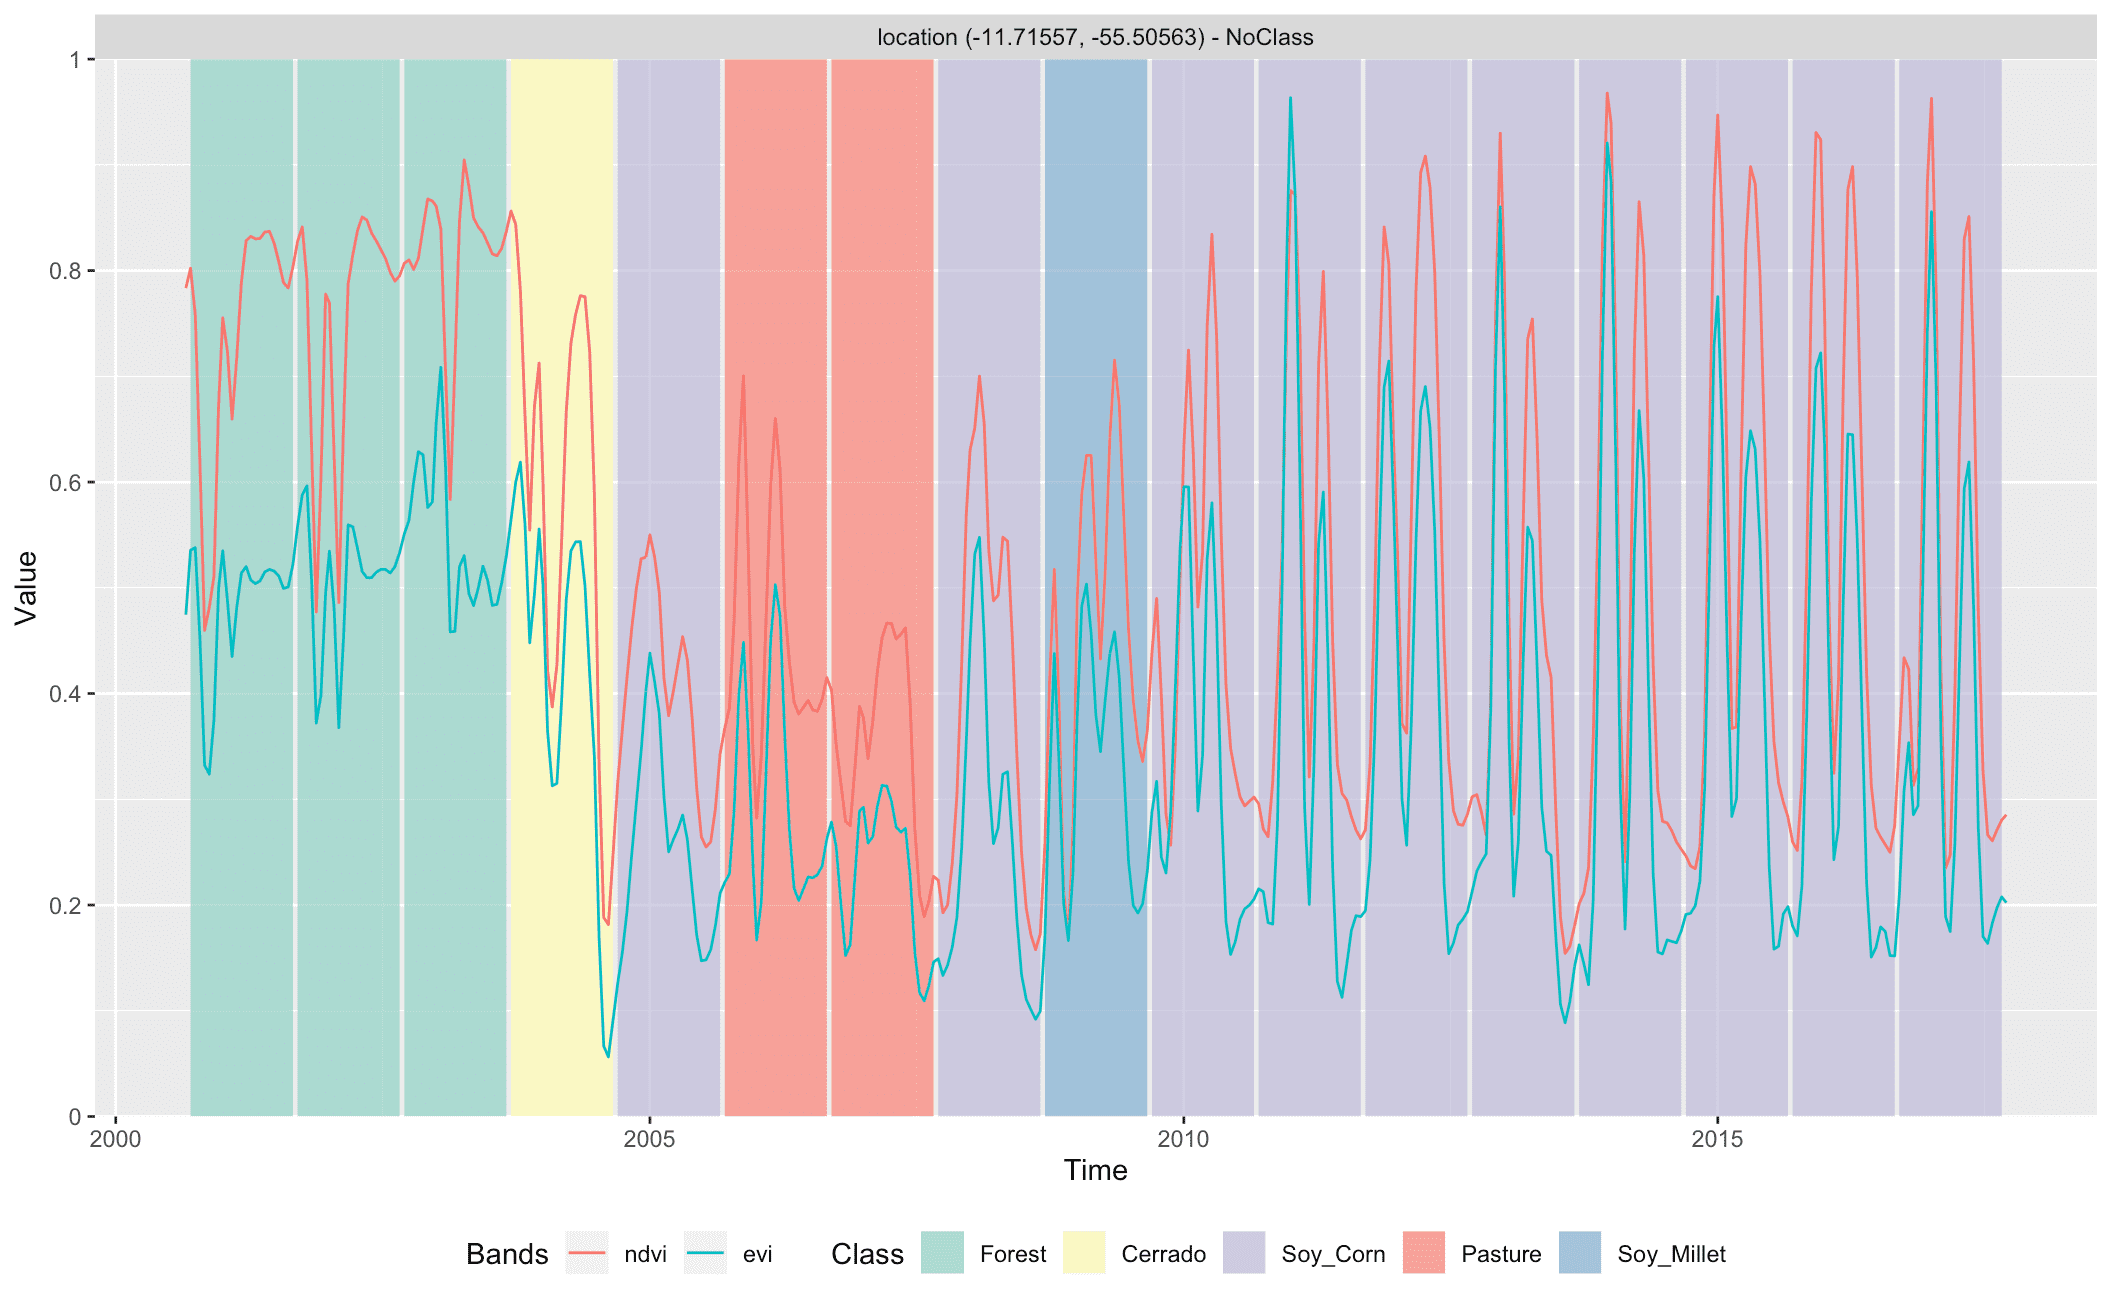 location (-11.71557, -55.50563) - NoClass
1
0.8
0.6
0.4
0.2
0
Value
2000 2005 2010 2015
Time
Bands ndvi evi Class Forest Cerrado Soy_Corn Pasture Soy_Millet